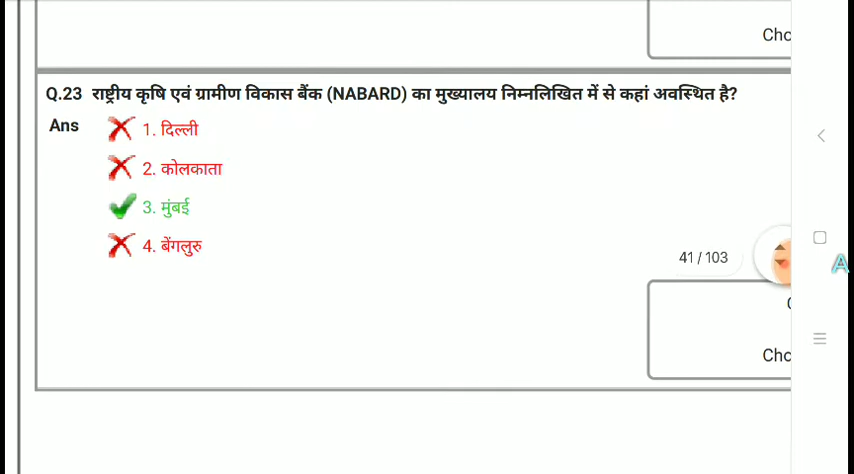 Cho
Q.23 राष्ट्रीय कृषि एवं ग्रामीण विकास बैंक (NABARD) का मुख्यालय निम्नलिखित में से कहां अवस्थित है?
Ans 1. दिल्ली
2. कोलकाता
3. मुंबई
4. बेंगलुरु
41 / 103
Cho
A